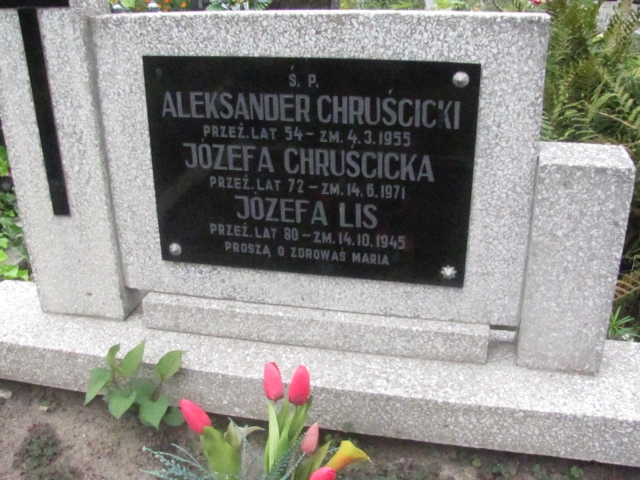 Ś. P.
ALEKSANDER CHRUŚCICKI
PRZEŻ. LAT 54 – ZM. 4.3.1955
JÓZEFA CHRUŚCICKA
PRZEŻ. LAT 72 – ZM. 14.6.1971
JÓZEFA LIS
PRZEŻ. LAT 80 – ZM. 14.10.1945
PROSZĄ O ZDROWAŚ MARIA